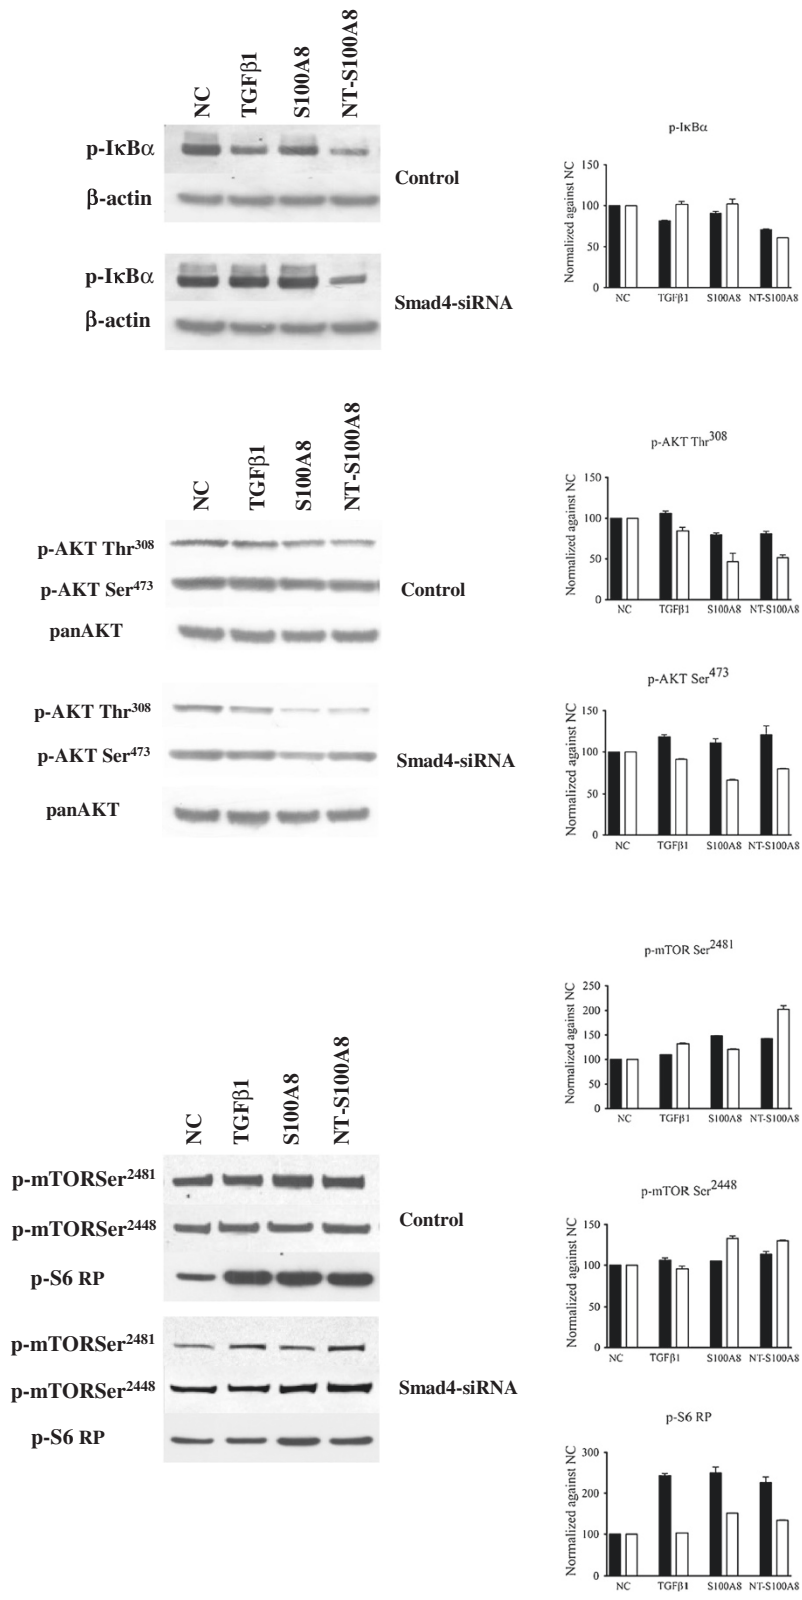 NC TGFβ1 S100A8 NT-S100A8
p-IκBα
β-actin
Control
p-IκBα
β-actin
Smad4-siRNA
p-IκBα
Normalized against NC
150
100
50
0
NC TGFβ1 S100A8 NT-S100A8
NC TGFβ1 S100A8 NT-S100A8
p-AKT Thr308
p-AKT Ser473
panAKT
Control
p-AKT Thr308
p-AKT Ser473
panAKT
Smad4-siRNA
p-AKT Thr308
Normalized against NC
150
100
50
0
NC TGFβ1 S100A8 NT-S100A8
p-AKT Ser473
Normalized against NC
150
100
50
0
NC TGFβ1 S100A8 NT-S100A8
NC TGFβ1 S100A8 NT-S100A8
p-mTORSer2481
p-mTORSer2448
p-S6 RP
Control
p-mTORSer2481
p-mTORSer2448
p-S6 RP
Smad4-siRNA
p-mTOR Ser2481
Normalized against NC
250
200
150
100
50
0
NC TGFβ1 S100A8 NT-S100A8
p-mTOR Ser2448
Normalized against NC
150
100
50
0
NC TGFβ1 S100A8 NT-S100A8
p-S6 RP
Normalized against NC
300
200
100
0
NC TGFβ1 S100A8 NT-S100A8